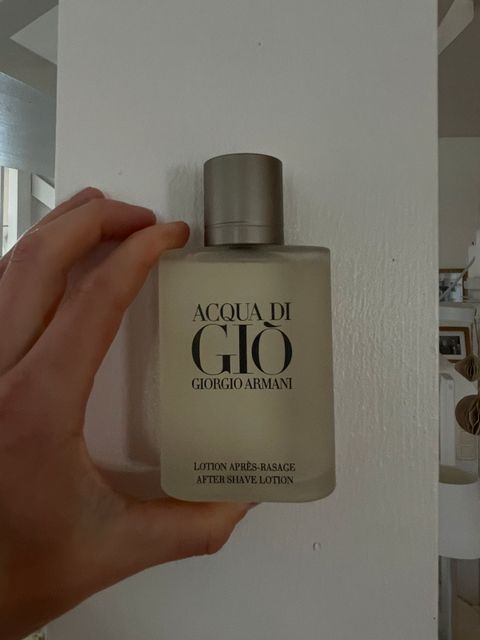 ACQUA DI
GIÒ
GIORGIO ARMANI
LOTION APRÈS-RASAGE
AFTER SHAVE LOTION